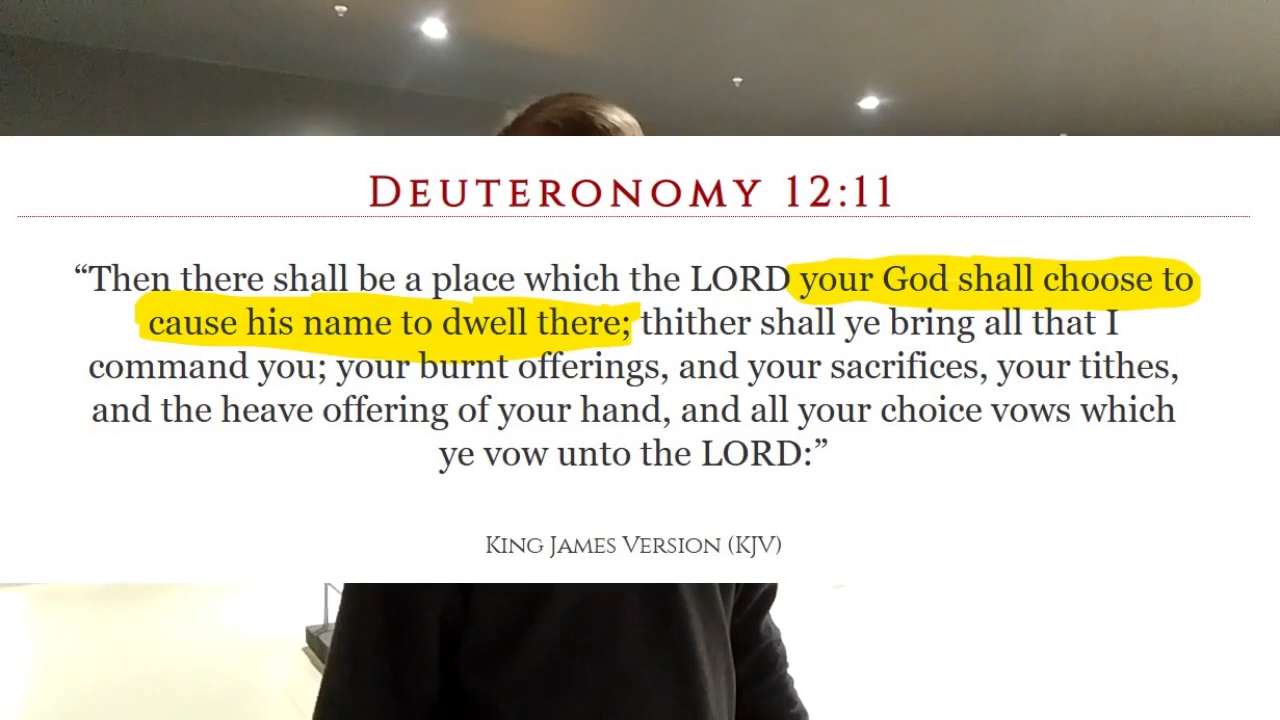 DEUTERONOMY 12:11
“Then there shall be a place which the LORD your God shall choose to
cause his name to dwell there; thither shall ye bring all that I
command you; your burnt offerings, and your sacrifices, your tithes,
and the heave offering of your hand, and all your choice vows which
ye vow unto the LORD:”
KING JAMES VERSION (KJV)